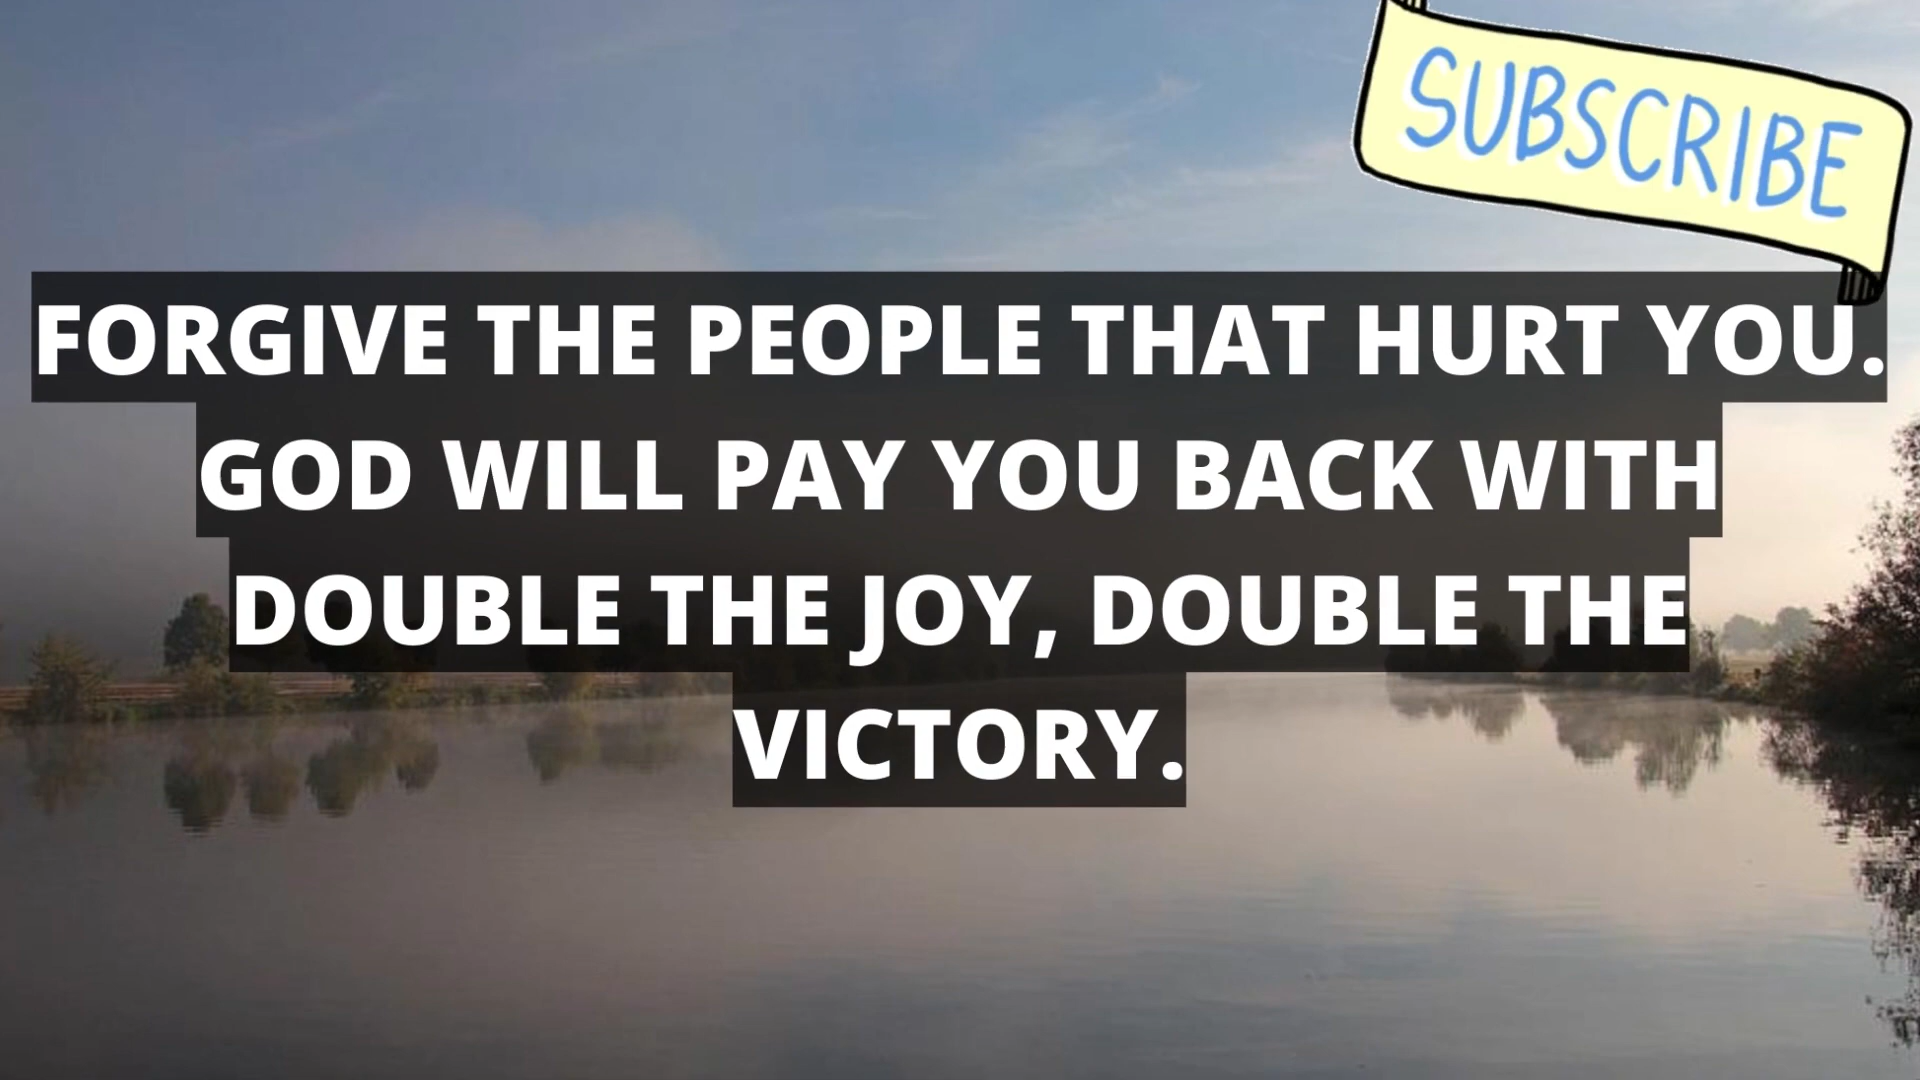 SUBSCRIBE
FORGIVE THE PEOPLE THAT HURT YOU.
GOD WILL PAY YOU BACK WITH
DOUBLE THE JOY, DOUBLE THE
VICTORY.